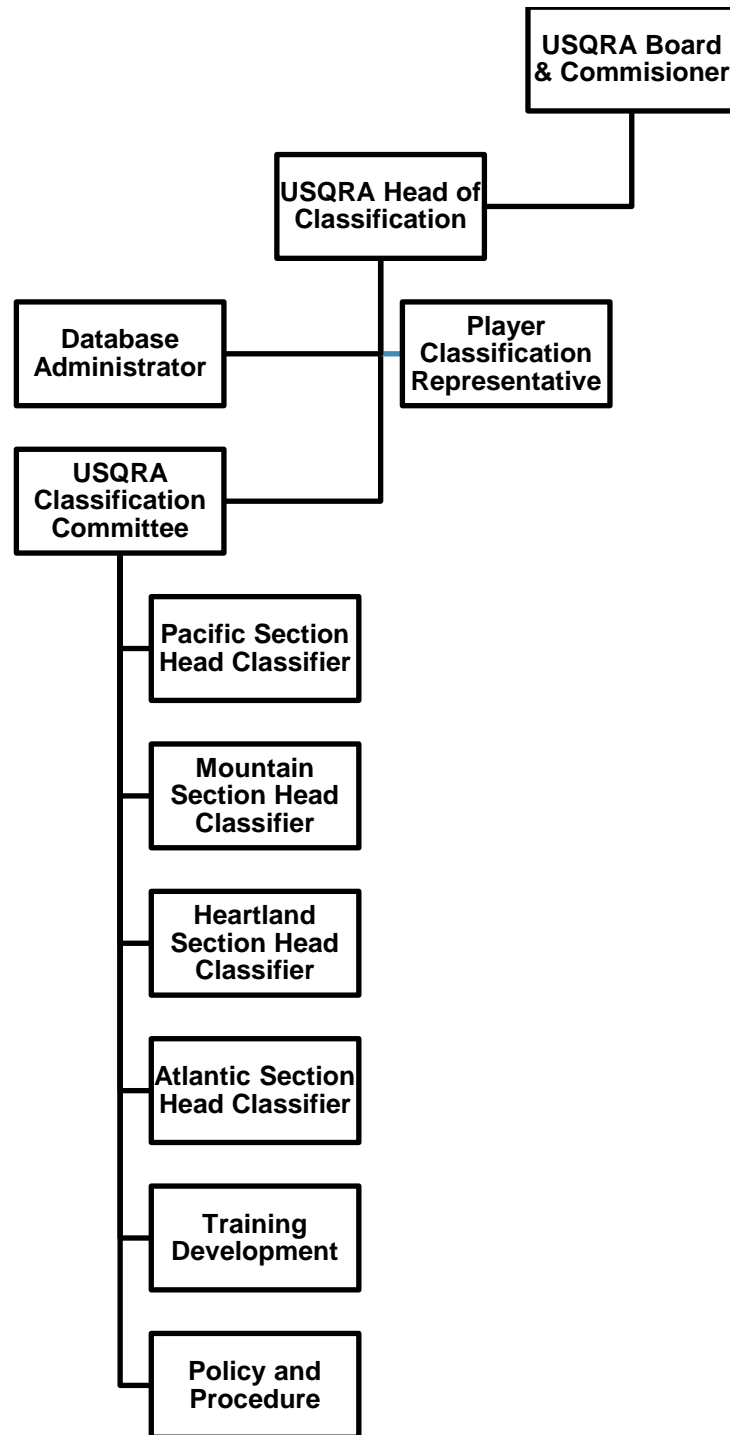 USQRA Board
& Commisioner
USQRA Head of
Classification
Database
Administrator
Player
Classification
Representative
USQRA
Classification
Committee
Pacific Section
Head Classifier
Mountain
Section Head
Classifier
Heartland
Section Head
Classifier
Atlantic Section
Head Classifier
Training
Development
Policy and
Procedure